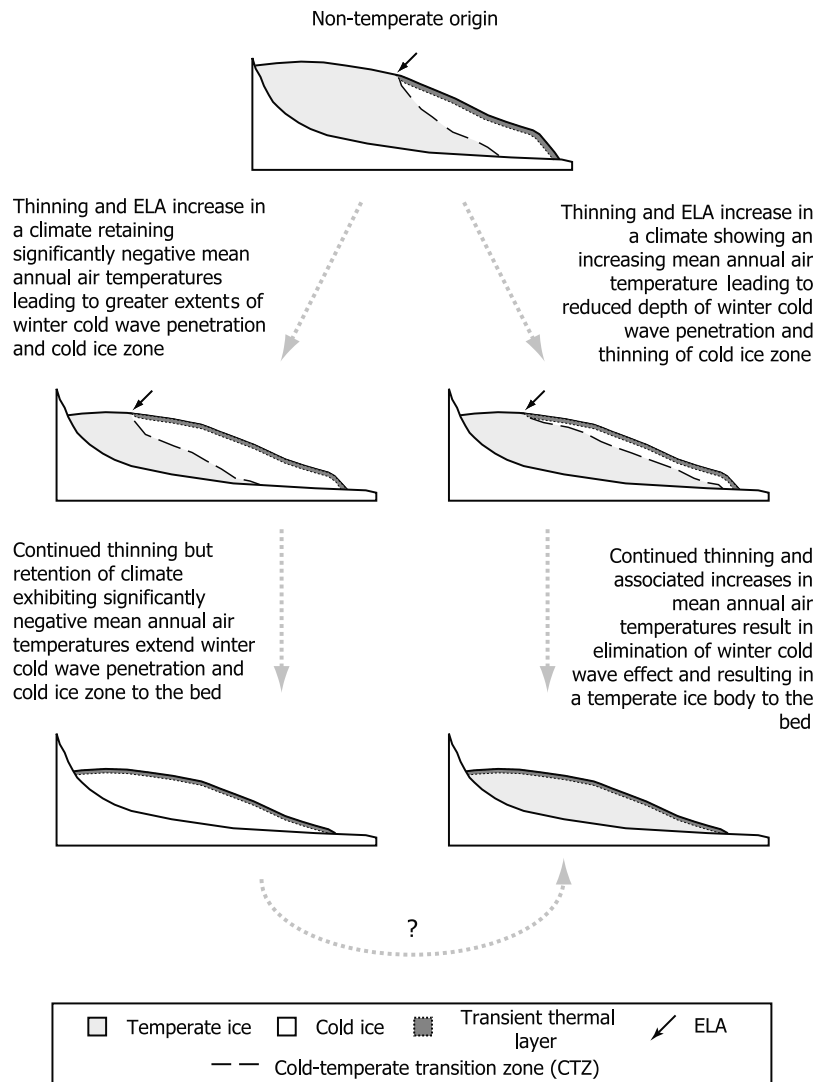 Non-temperate origin
Thinning and ELA increase in
a climate retaining
significantly negative mean
annual air temperatures
leading to greater extents of
winter cold wave penetration
and cold ice zone
Thinning and ELA increase in
a climate showing an
increasing mean annual air
temperature leading to
reduced depth of winter cold
wave penetration and
thinning of cold ice zone
Continued thinning but
retention of climate
exhibiting significantly
negative mean annual air
temperatures extend winter
cold wave penetration and
cold ice zone to the bed
Continued thinning and
associated increases in
mean annual air
temperatures result in
elimination of winter cold
wave effect and resulting in
a temperate ice body to the
bed
?
Temperate ice
Cold ice
Transient thermal
layer
ELA
Cold-temperate transition zone (CTZ)